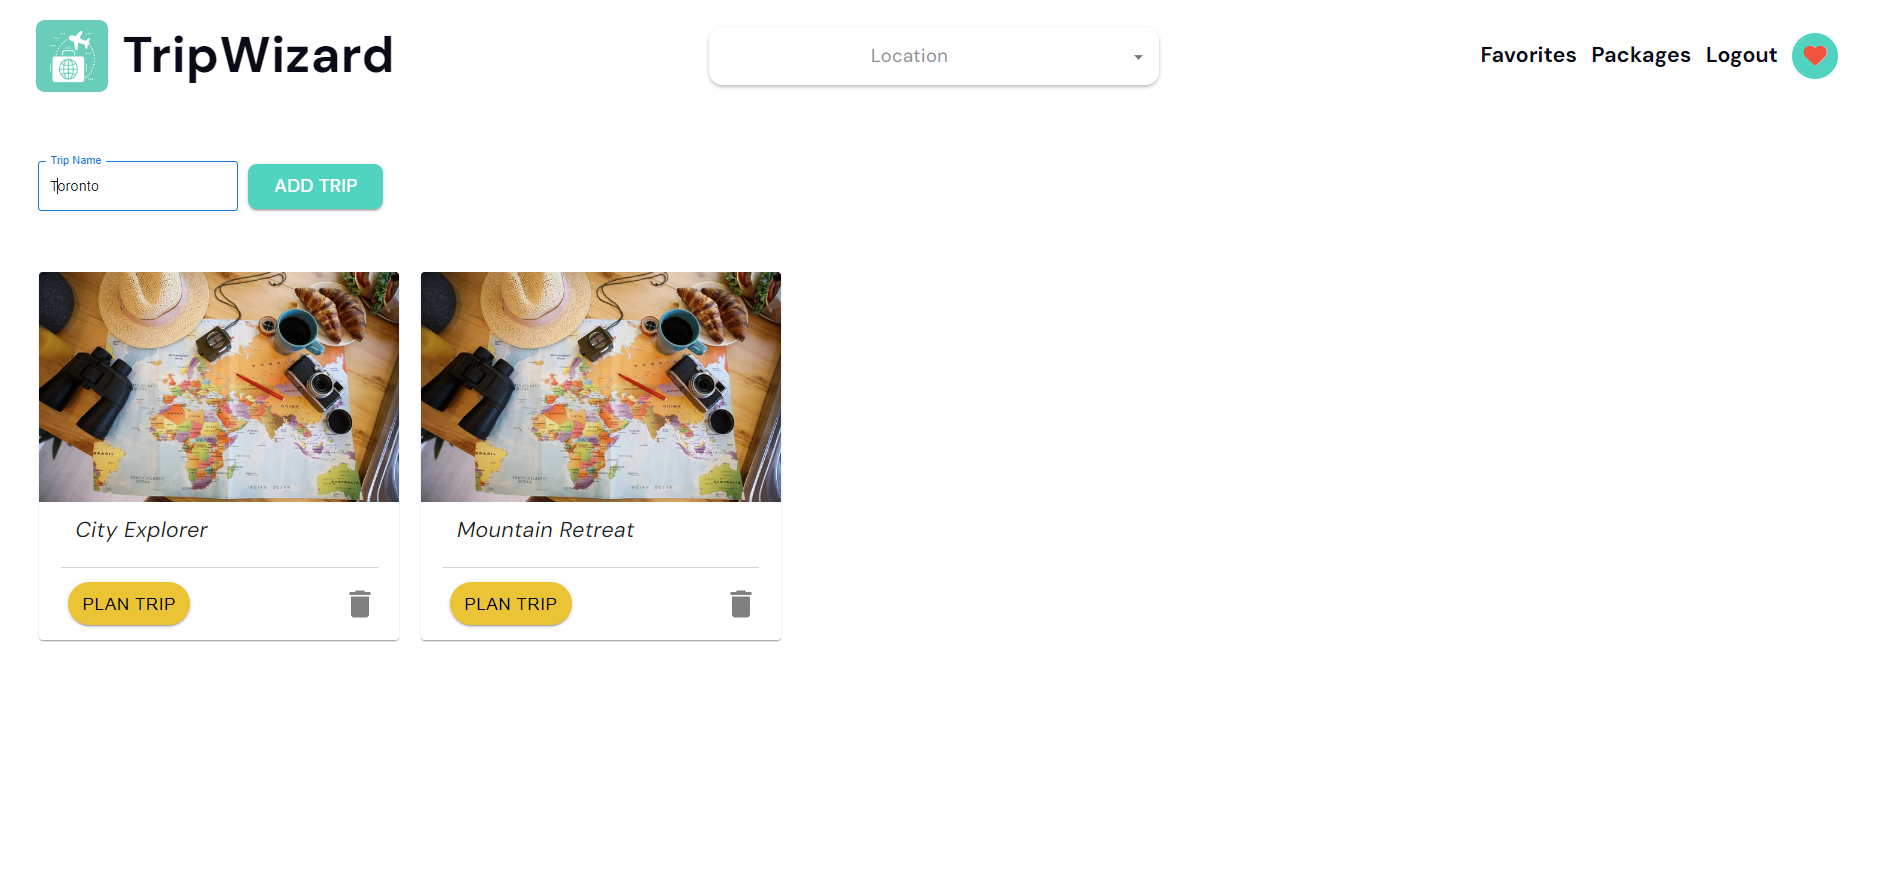 TripWizard
Location
Favorites Packages Logout
Trip Name
Toronto
ADD TRIP
City Explorer
Mountain Retreat
PLAN TRIP
PLAN TRIP